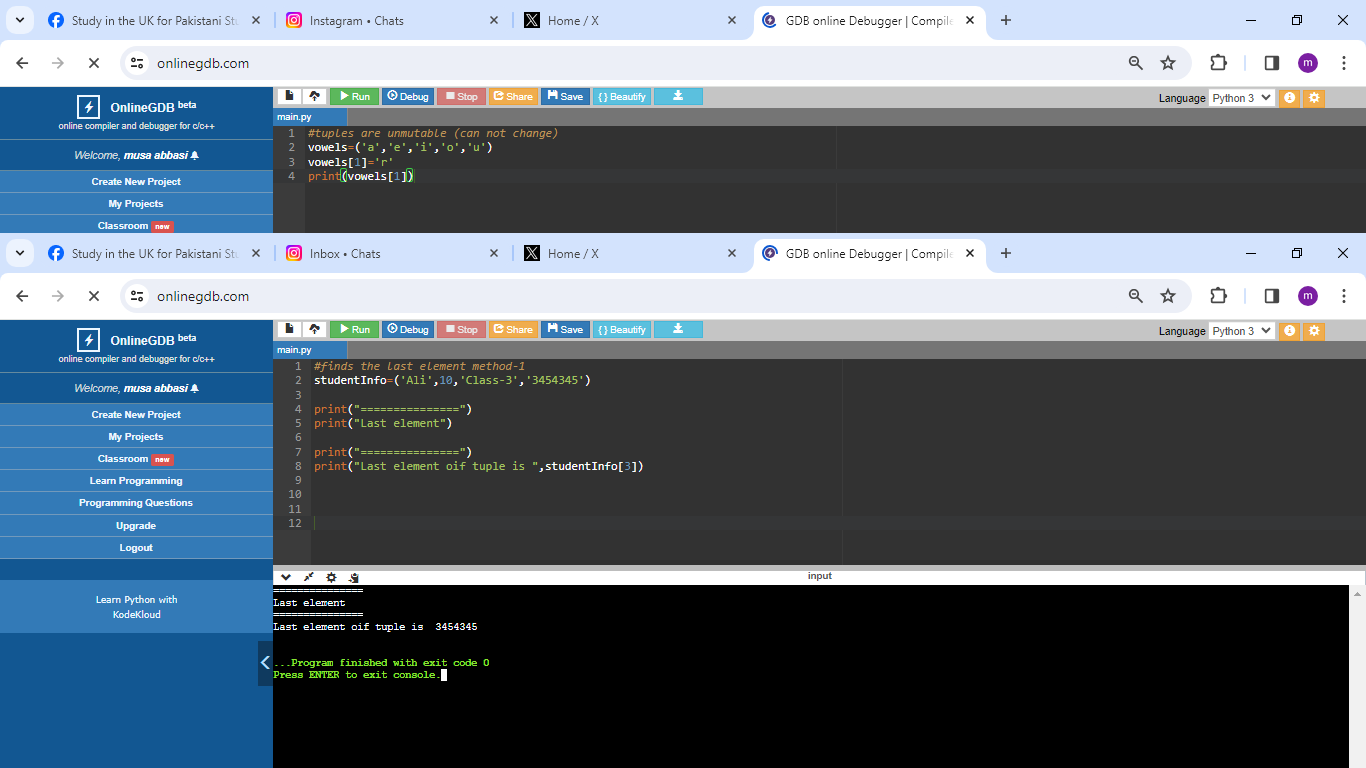 Study in the UK for Pakistani Stu
Instagram • Chats
Home / X
GDB online Debugger | Compile
onlinegdb.com
m
OnlineGDB beta
online compiler and debugger for c/c++
Welcome, musa abbasi
Create New Project
My Projects
Classroom new
Run
Debug
Stop
Share
Save
{ } Beautify
Language Python 3
main.py
1 #tuples are unmutable (can not change)
2 vowels=('a','e','i','o','u')
3 vowels[1]='r'
4 print(vowels[1])
Study in the UK for Pakistani Stu
Inbox • Chats
Home / X
GDB online Debugger | Compile
onlinegdb.com
m
OnlineGDB beta
online compiler and debugger for c/c++
Welcome, musa abbasi
Create New Project
My Projects
Classroom new
Learn Programming
Programming Questions
Upgrade
Logout
Learn Python with
KodeKloud
Run
Debug
Stop
Share
Save
{ } Beautify
Language Python 3
main.py
1 #finds the last element method-1
2 studentInfo=('Ali',10,'Class-3','3454345')
3
4 print("===============")
5 print("Last element")
6
7 print("===============")
8 print("Last element oif tuple is ",studentInfo[3])
9
10
11
12
input
===============
Last element
===============
Last element oif tuple is  3454345
...Program finished with exit code 0
Press ENTER to exit console.